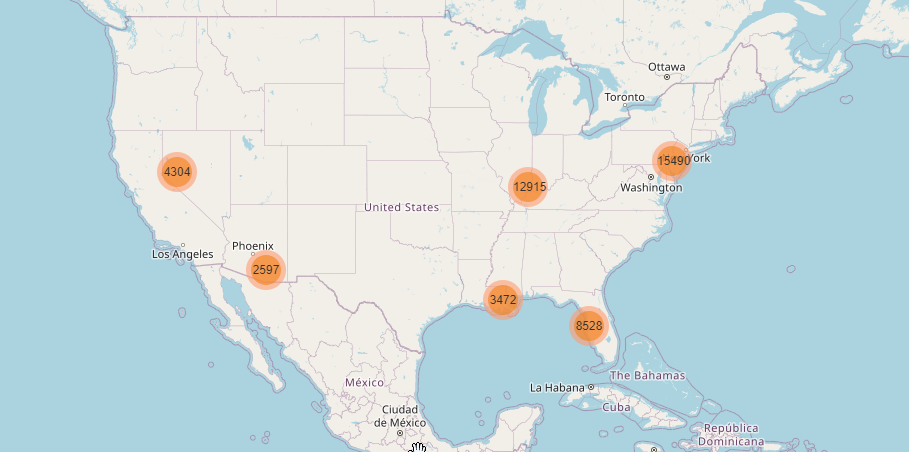 Ottawa
Toronto
15490
York
4304
12915
Washington
United States
Phoenix
Los Angeles
2597
3472
8528
The Bahamas
México
La Habana
Cuba
Ciudad
de México
República
Dominicana